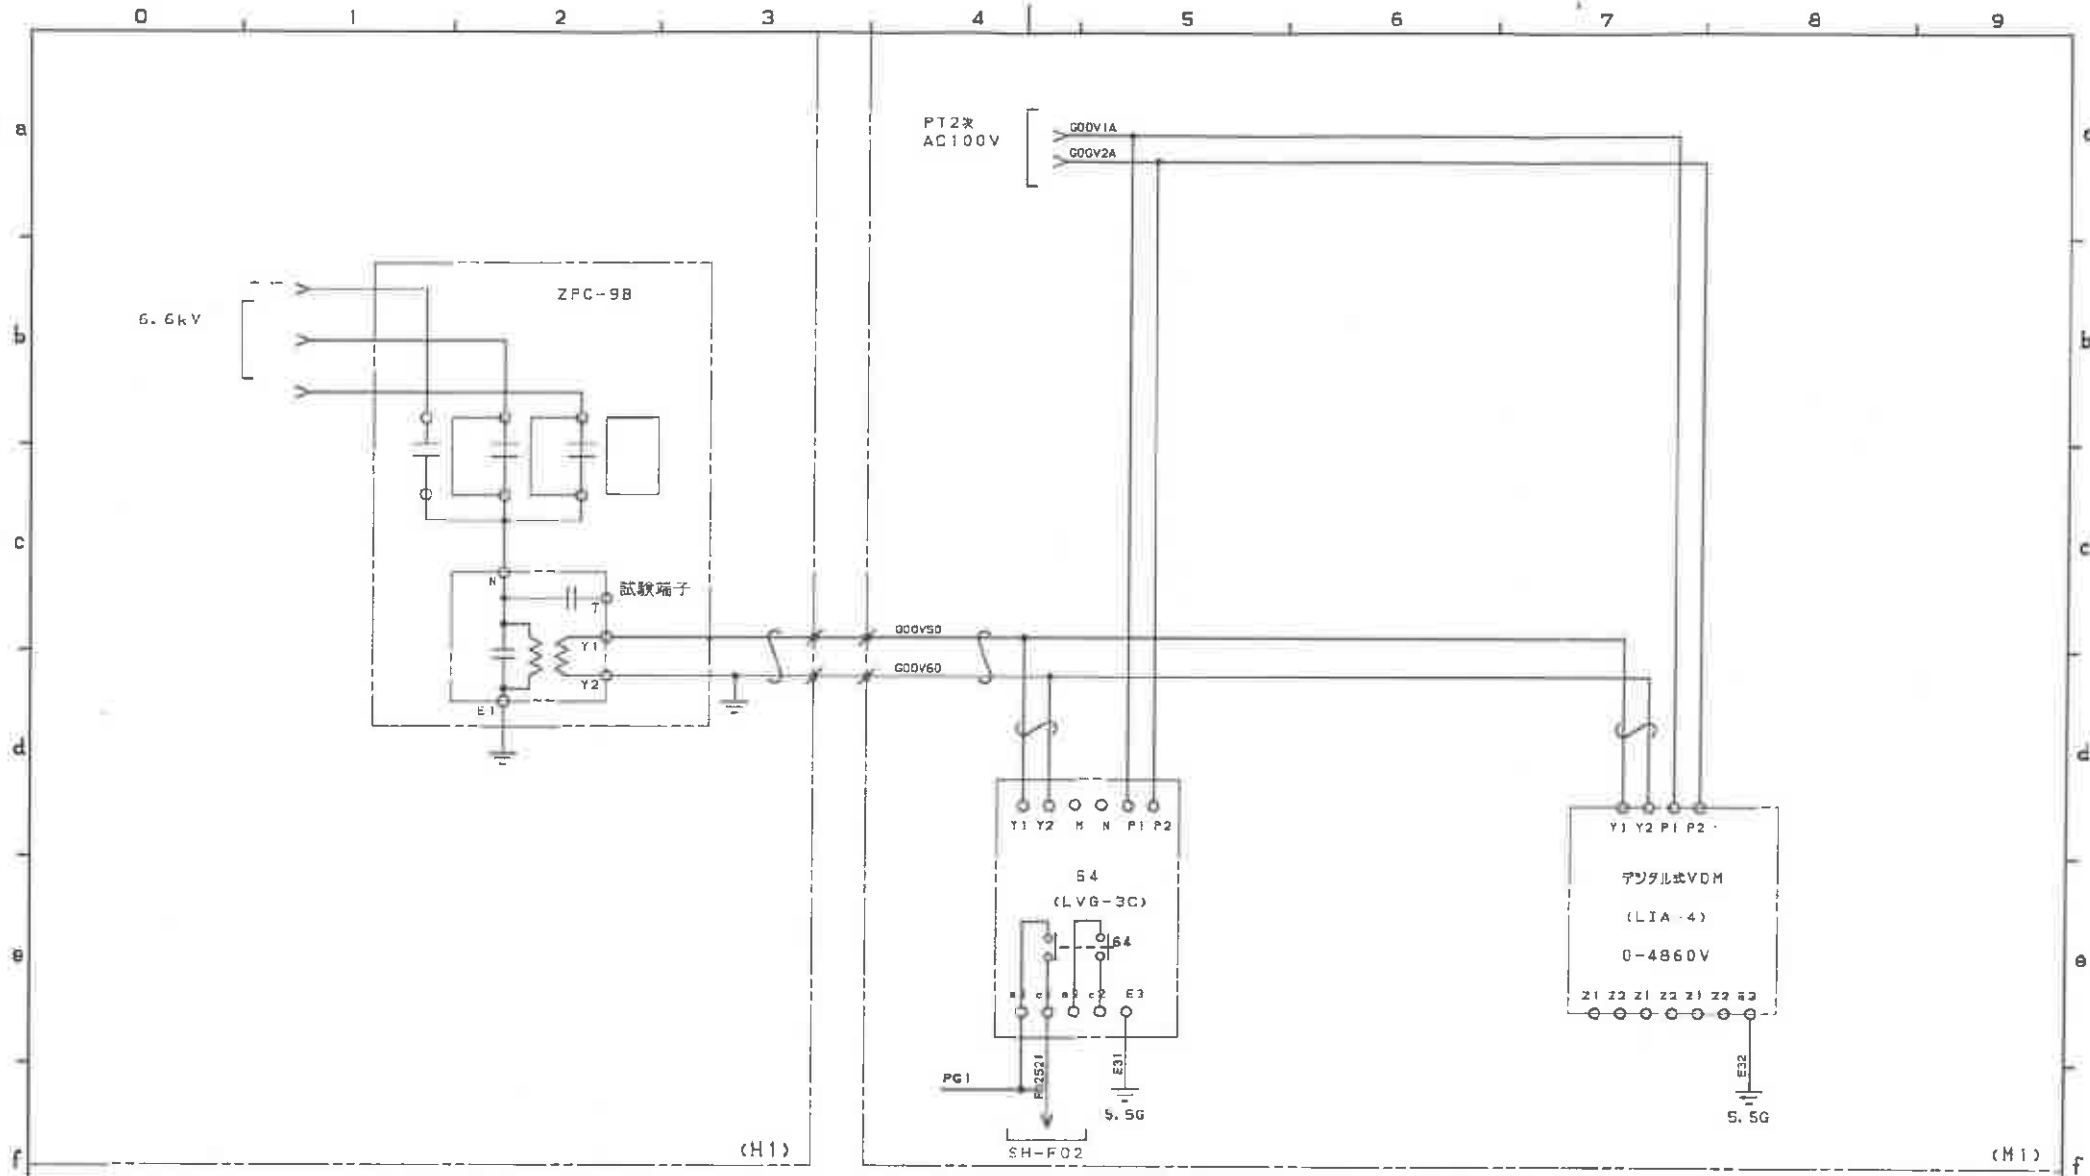 0 1 2 3 4 5 6 7 8 9
a
PT2次
AC100V
G00V1A
G00V2A
ZPC-9B
6.6kV
b
b
c
N
試験端子
T
Y1
Y2
E1
G00V50
G00V60
d
d
Y1 Y2 M N P1 P2
64
(LVG-3C)
64
c2 E3
Y1 Y2 P1 P2
デジタル式VDM
(LIA-4)
0-4860V
Z1 Z2 Z1 Z2 Z1 Z2 E3
e
e
PG1
E31
5.5G
SH-F02
E32
5.5G
f
(H1)
(M1)
f